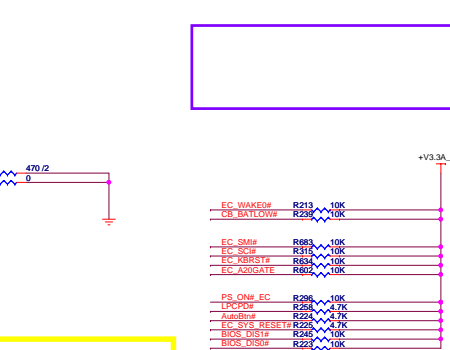 +V3.3A_
470 /2
0
EC_WAKE0# R213 10K
CB_BATLOW# R239 10K
EC_SMI# R683 10K
EC_SCI# R315 10K
EC_KBRST# R634 10K
EC_A20GATE R602 10K
PS_ON#_EC R296 10K
LPCPD# R258 4.7K
AutoBtn# R224 4.7K
EC_SYS_RESET# R225 4.7K
BIOS_DIS1# R245 10K
BIOS_DIS0# R223 10K